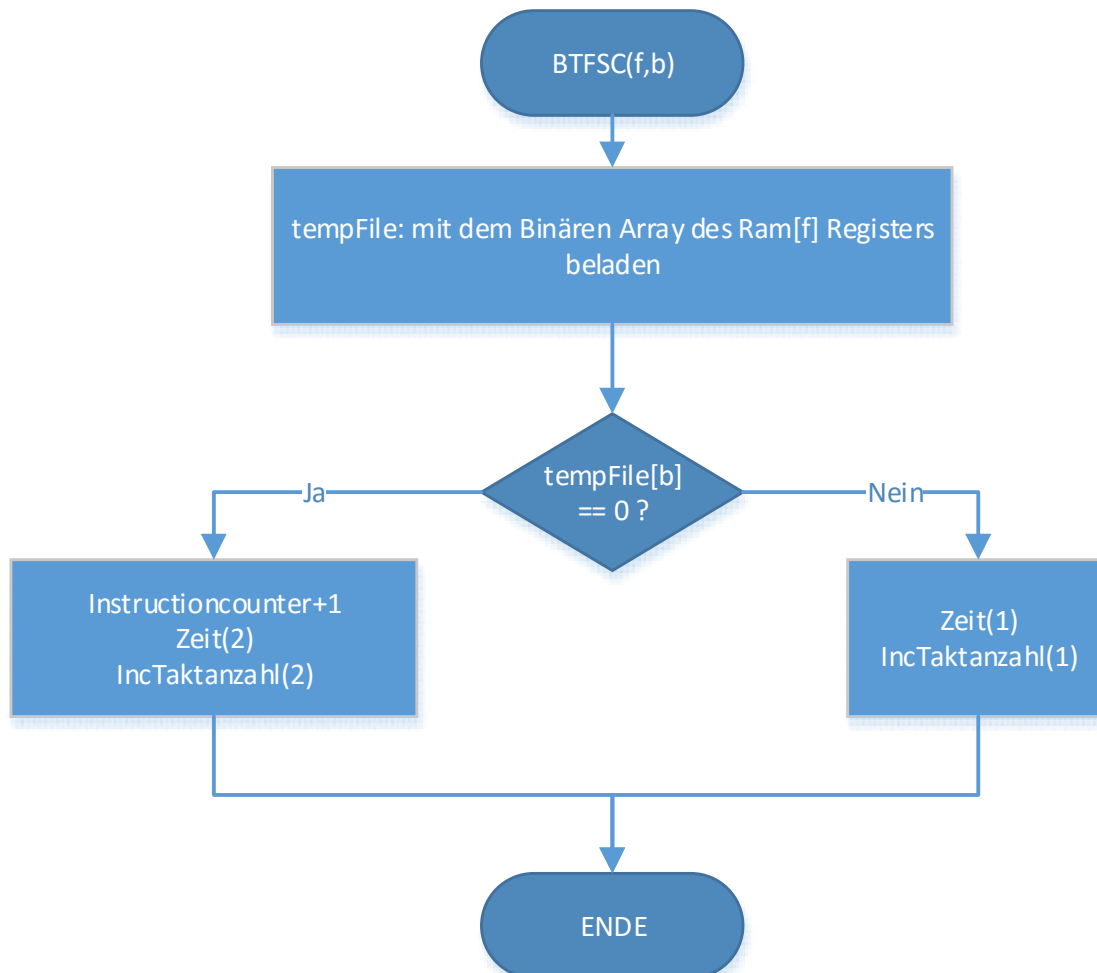 BTFSC(f,b)
tempFile: mit dem Binären Array des Ram[f] Registers
beladen
tempFile[b]
== 0 ?
Ja
Nein
Instructioncounter+1
Zeit(2)
IncTaktanzahl(2)
Zeit(1)
IncTaktanzahl(1)
ENDE